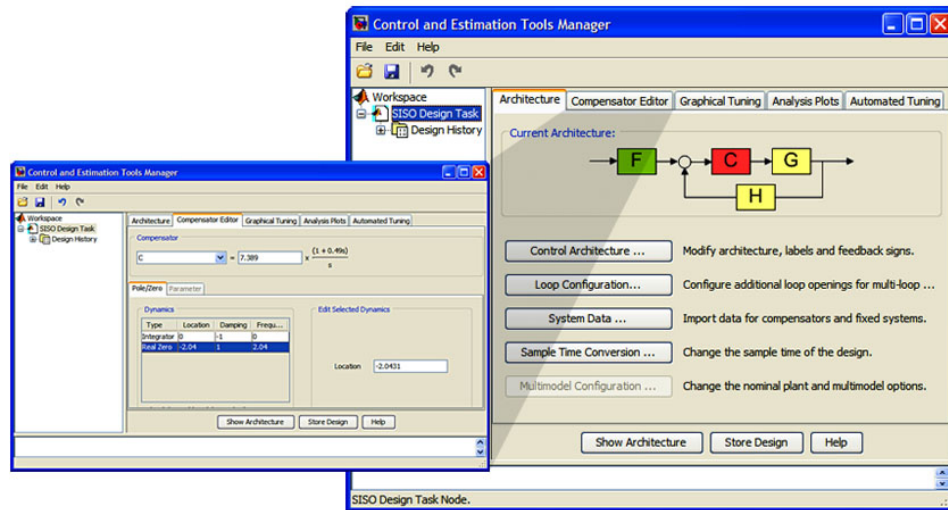 Control and Estimation Tools Manager
File Edit Help
Workspace
SISO Design Task
Design History
Architecture Compensator Editor Graphical Tuning Analysis Plots Automated Tuning
Current Architecture:
F C G
H
Control Architecture ... Modify architecture, labels and feedback signs.
Loop Configuration... Configure additional loop openings for multi-loop ...
System Data ... Import data for compensators and fixed systems.
Sample Time Conversion ... Change the sample time of the design.
Multimodel Configuration ... Change the nominal plant and multimodel options.
Show Architecture Store Design Help
SISO Design Task Node.
Control and Estimation Tools Manager
File Edit Help
Workspace
SISO Design Task
Design History
Architecture Compensator Editor Graphical Tuning Analysis Plots Automated Tuning
Compensator
C = 7.389 x (1 + 0.49s)
s
Pole/Zero Parameter
Dynamics Edit Selected Dynamics
Type Location Damping Frequ...
Integrator 0 -1 0
Real Zero -2.04 1 2.04
Location -2.0431
Show Architecture Store Design Help